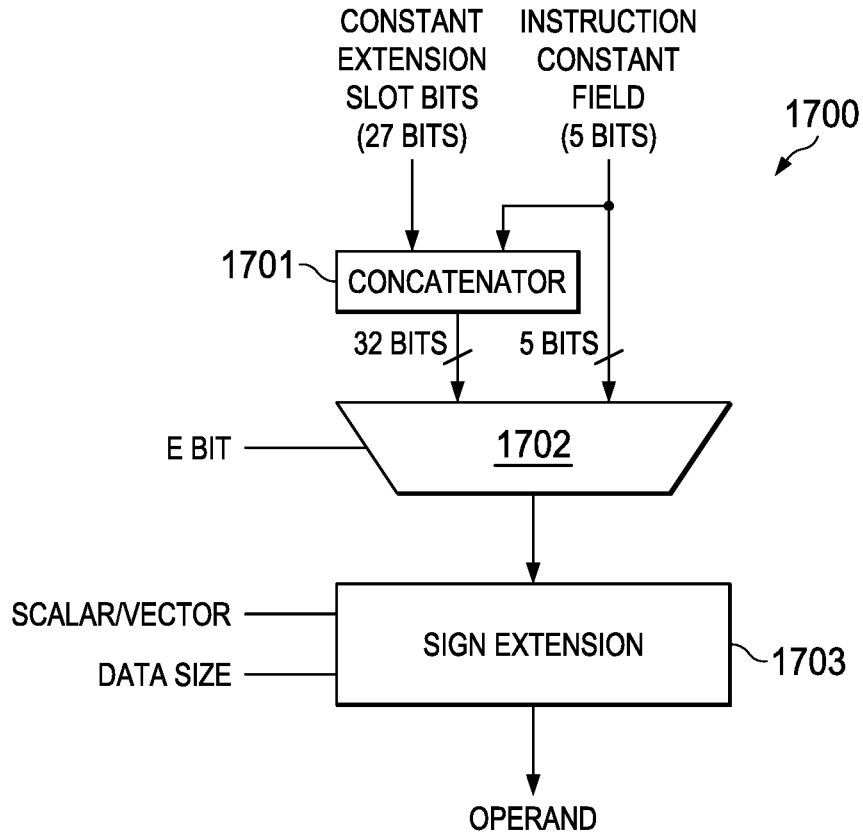 CONSTANT
EXTENSION
SLOT BITS
(27 BITS)
INSTRUCTION
CONSTANT
FIELD
(5 BITS)
1700
1701
CONCATENATOR
32 BITS
5 BITS
E BIT
1702
SCALAR/VECTOR
DATA SIZE
SIGN EXTENSION
1703
OPERAND